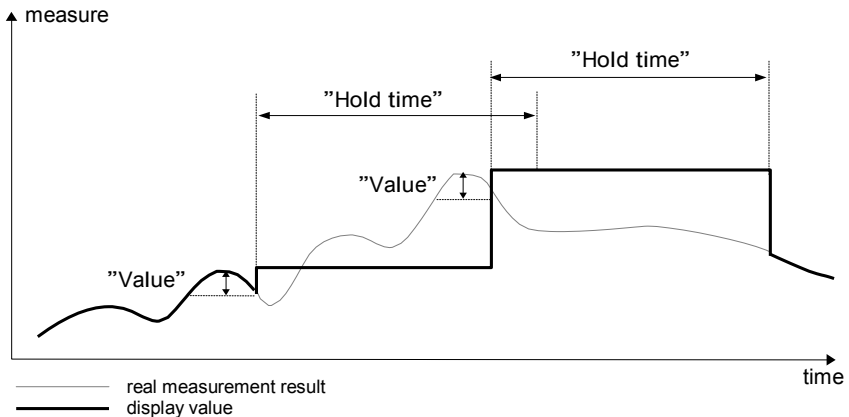 measure
”Hold time”
”Hold time”
”Value”
”Value”
time
real measurement result
display value